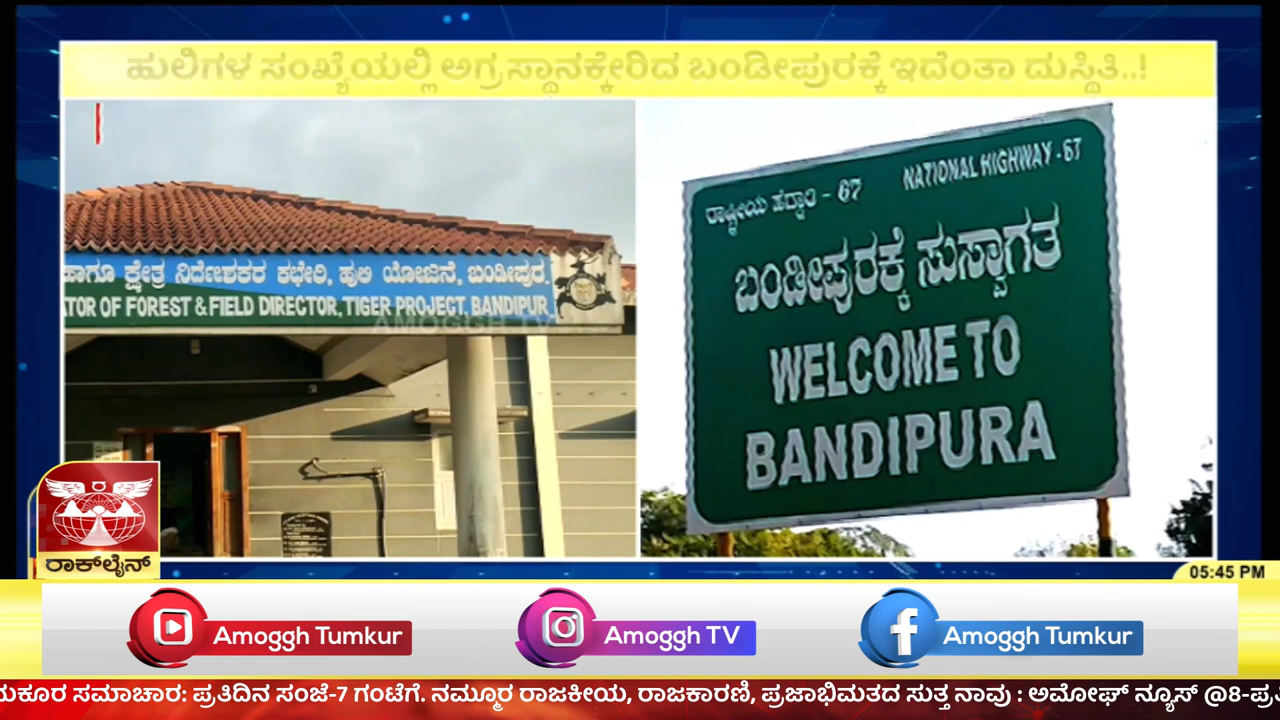 ಹುಲಿಗಳ ಸಂಖ್ಯೆಯಲ್ಲಿ ಅಗ್ರಸ್ಥಾನಕ್ಕೇರಿದ ಬಂಡೀಪುರಕ್ಕೆ ಇದೆಂತಾ ದುಸ್ಥಿತಿ..!
ಹಾಗೂ ಕ್ಷೇತ್ರ ನಿರ್ದೇಶಕರ ಕಛೇರಿ, ಹುಲಿ ಯೋಜನೆ, ಬಂಡೀಪುರ.
ATOR OF FOREST & FIELD DIRECTOR, TIGER PROJECT, BANDIPUR
AMOGGH TV
ರಾಷ್ಟ್ರೀಯ ಹೆದ್ದಾರಿ - 67 NATIONAL HIGHWAY - 67
ಬಂಡೀಪುರಕ್ಕೆ ಸುಸ್ವಾಗತ
WELCOME TO
BANDIPURA
ರಾಕ್‌ಲೈನ್
05:45 PM
Amoggh Tumkur
Amoggh TV
Amoggh Tumkur
ಮಕೂರ ಸಮಾಚಾರ: ಪ್ರತಿದಿನ ಸಂಜೆ-7 ಗಂಟೆಗೆ. ನಮ್ಮೂರ ರಾಜಕೀಯ, ರಾಜಕಾರಣಿ, ಪ್ರಜಾಭಿಮತದ ಸುತ್ತ ನಾವು : ಅಮೋಘ್ ನ್ಯೂಸ್ @8-ಪ್ರತಿ